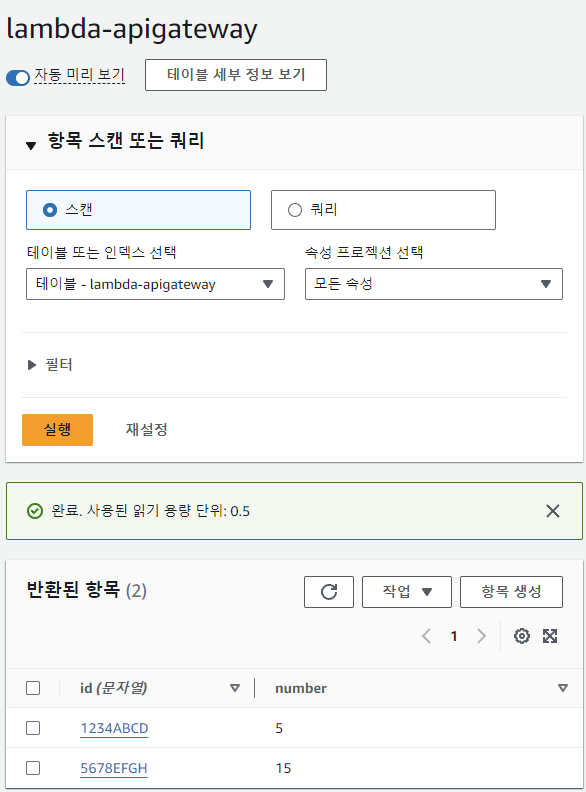 lambda-apigateway
자동 미리 보기 테이블 세부 정보 보기
항목 스캔 또는 쿼리
스캔 쿼리
테이블 또는 인덱스 선택 속성 프로젝션 선택
테이블 - lambda-apigateway 모든 속성
필터
실행 재설정
완료. 사용된 읽기 용량 단위: 0.5
반환된 항목 (2) 작업 항목 생성
1
id (문자열) number
1234ABCD 5
5678EFGH 15